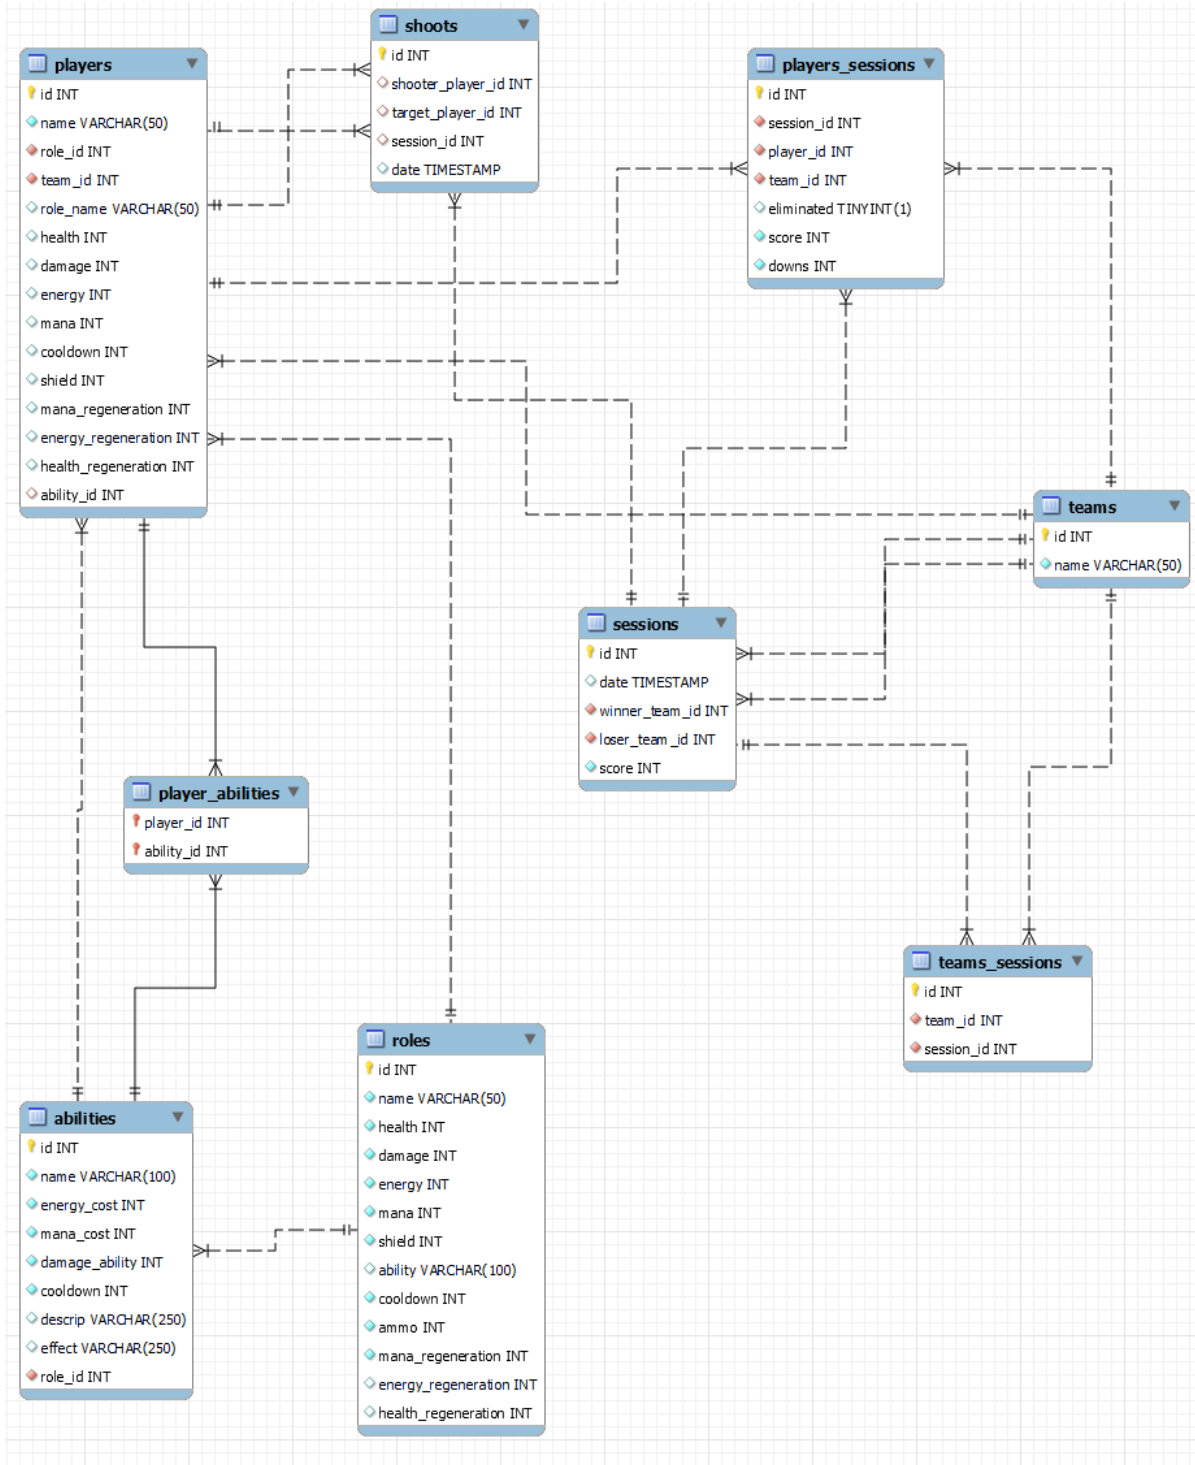 shoots
id INT
shooter_player_id INT
target_player_id INT
session_id INT
date TIMESTAMP
players
id INT
name VARCHAR(50)
role_id INT
team_id INT
role_name VARCHAR(50)
health INT
damage INT
energy INT
mana INT
cooldown INT
shield INT
mana_regeneration INT
energy_regeneration INT
health_regeneration INT
ability_id INT
players_sessions
id INT
session_id INT
player_id INT
team_id INT
eliminated TINYINT(1)
score INT
downs INT
teams
id INT
name VARCHAR(50)
sessions
id INT
date TIMESTAMP
winner_team_id INT
loser_team_id INT
score INT
player_abilities
player_id INT
ability_id INT
teams_sessions
id INT
team_id INT
session_id INT
roles
id INT
name VARCHAR(50)
health INT
damage INT
energy INT
mana INT
shield INT
ability VARCHAR(100)
cooldown INT
ammo INT
mana_regeneration INT
energy_regeneration INT
health_regeneration INT
abilities
id INT
name VARCHAR(100)
energy_cost INT
mana_cost INT
damage_ability INT
cooldown INT
descrip VARCHAR(250)
effect VARCHAR(250)
role_id INT